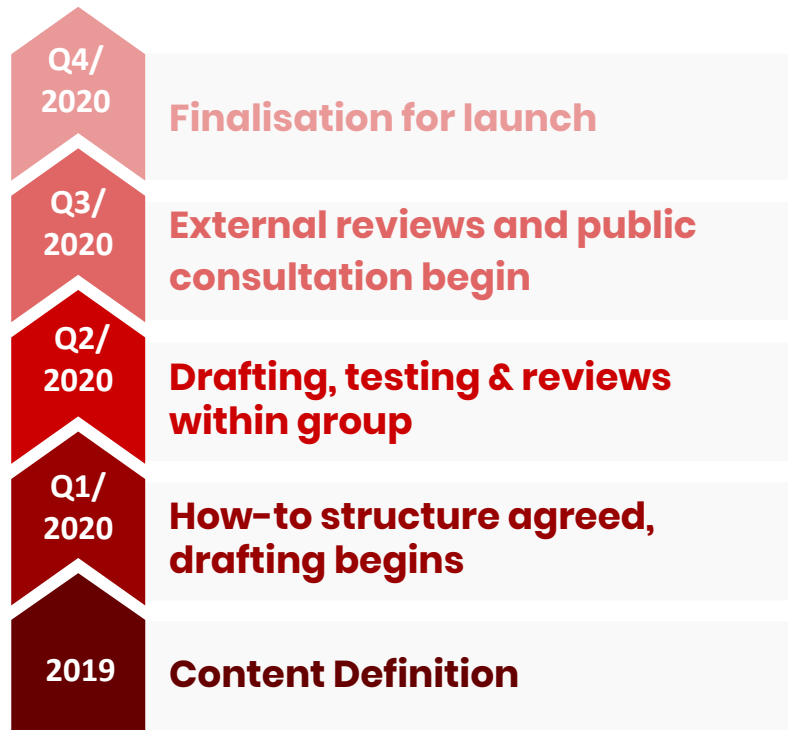 Q4/
2020
Finalisation for launch
Q3/
2020
External reviews and public
consultation begin
Q2/
2020
Drafting, testing & reviews
within group
Q1/
2020
How-to structure agreed,
drafting begins
2019
Content Definition